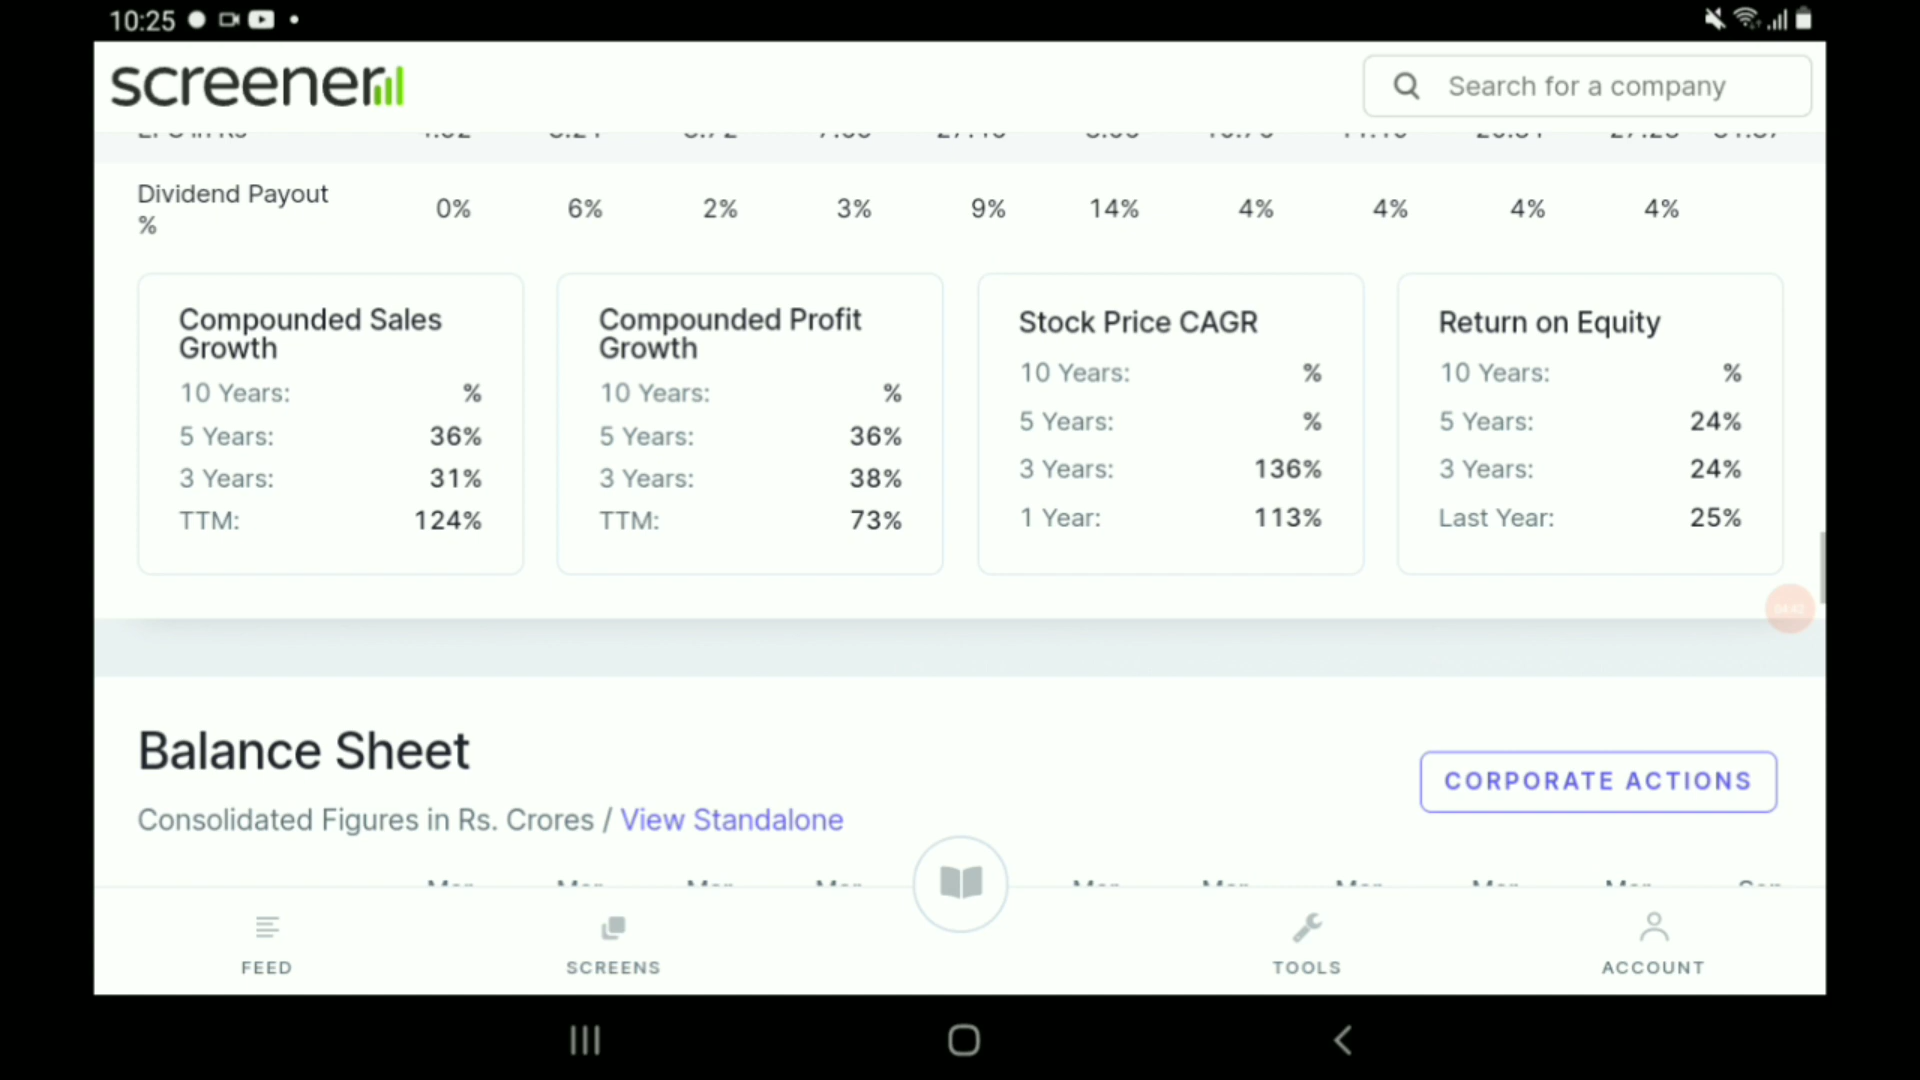 10:25
screener
Search for a company
Dividend Payout %
0% 6% 2% 3% 9% 14% 4% 4% 4% 4%
Compounded Sales Growth
10 Years: %
5 Years: 36%
3 Years: 31%
TTM: 124%
Compounded Profit Growth
10 Years: %
5 Years: 36%
3 Years: 38%
TTM: 73%
Stock Price CAGR
10 Years: %
5 Years: %
3 Years: 136%
1 Year: 113%
Return on Equity
10 Years: %
5 Years: 24%
3 Years: 24%
Last Year: 25%
Balance Sheet
CORPORATE ACTIONS
Consolidated Figures in Rs. Crores / View Standalone
FEED
SCREENS
TOOLS
ACCOUNT